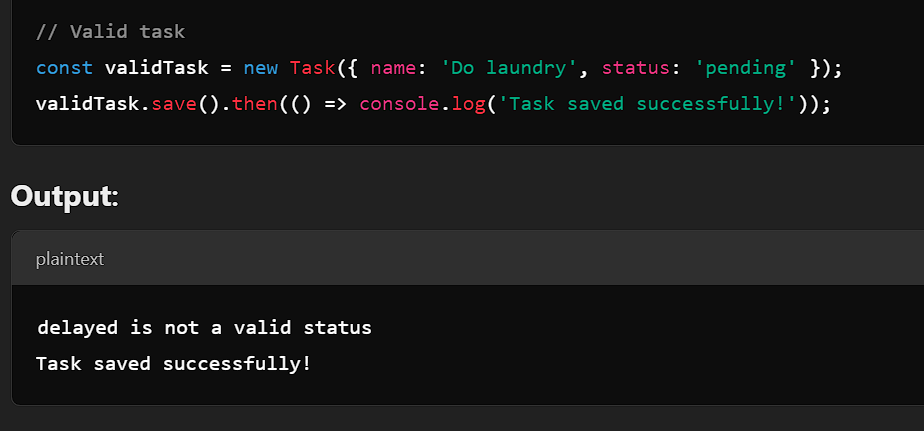 // Valid task
const validTask = new Task({ name: 'Do laundry', status: 'pending' });
validTask.save().then(() => console.log('Task saved successfully!'));
Output:
plaintext
delayed is not a valid status
Task saved successfully!